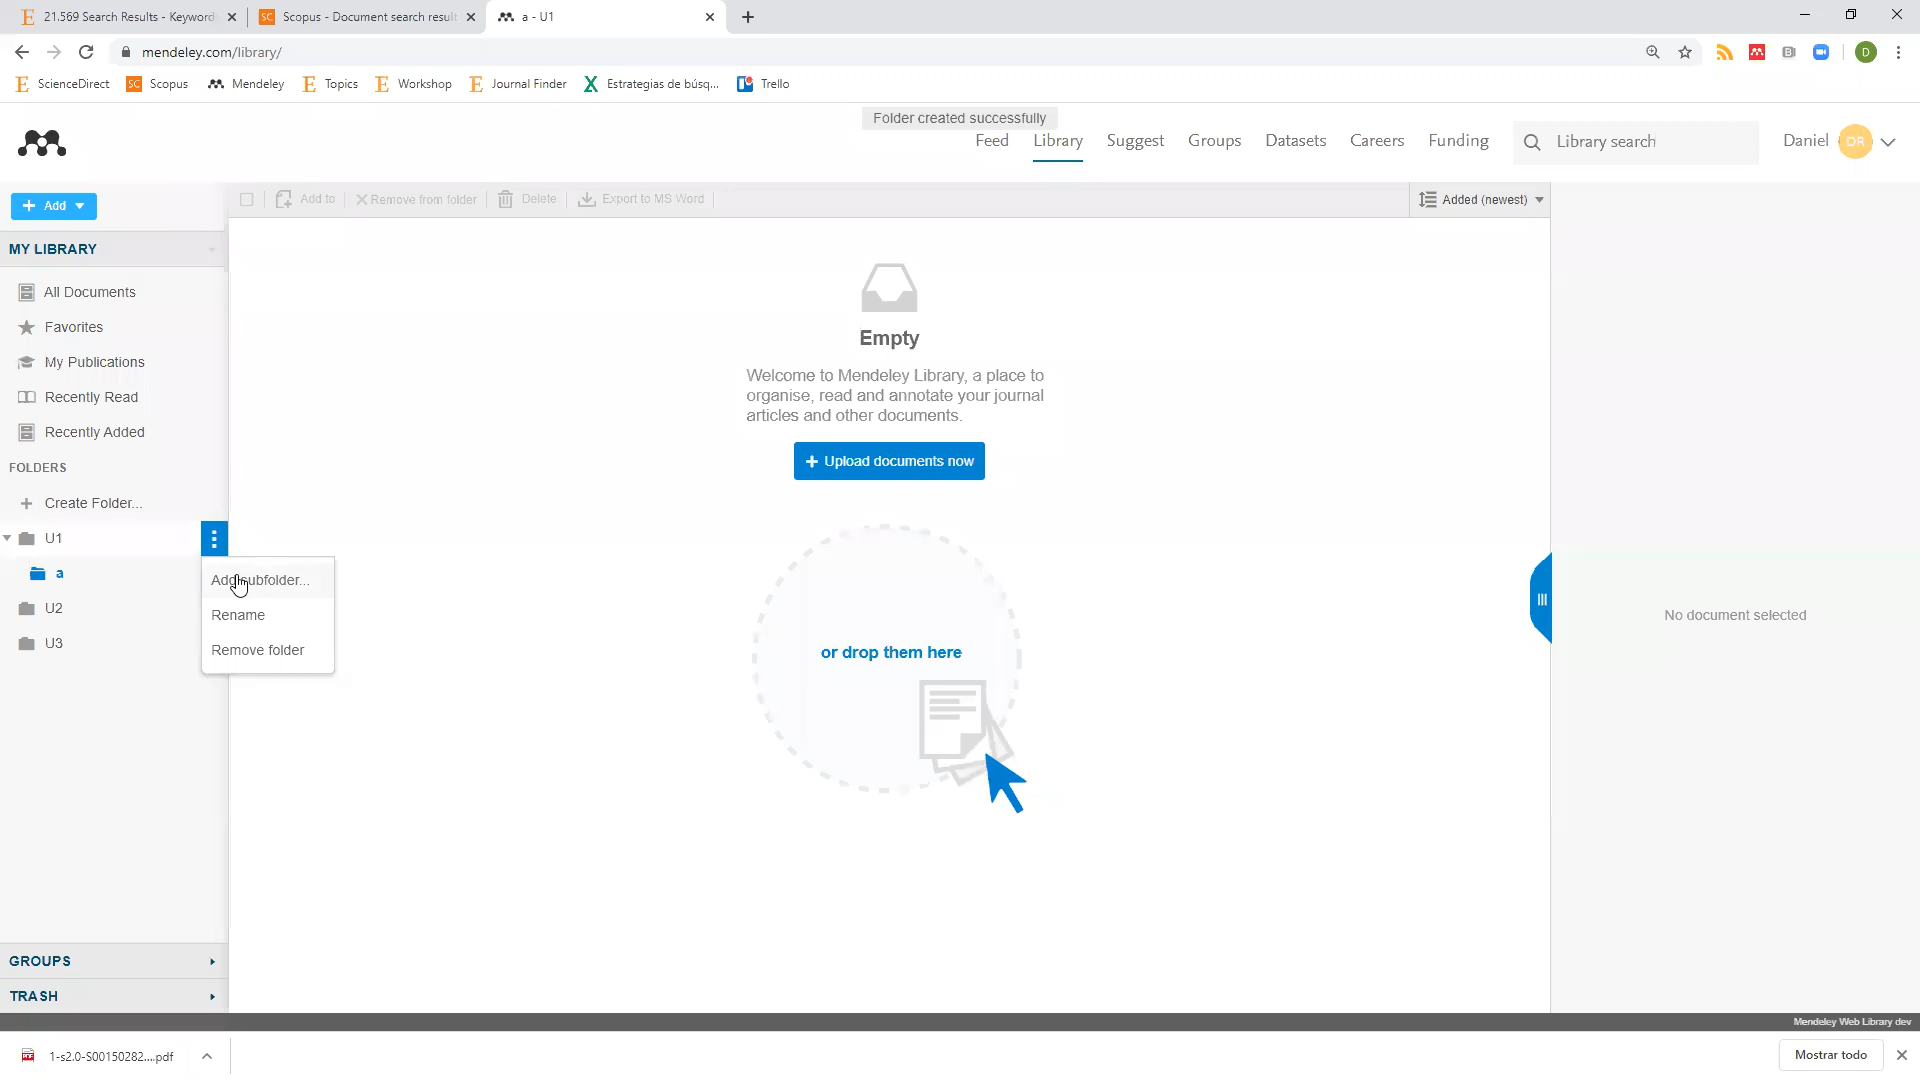 21.569 Search Results - Keyword
Scopus - Document search result
a - U1
mendeley.com/library/
D
ScienceDirect
SC Scopus
Mendeley
Topics
Workshop
Journal Finder
Estrategias de búsq...
Trello
Folder created successfully
Feed
Library
Suggest
Groups
Datasets
Careers
Funding
Library search
Daniel
DR
+ Add
Add to
Remove from folder
Delete
Export to MS Word
Added (newest)
MY LIBRARY
All Documents
Favorites
My Publications
Recently Read
Recently Added
FOLDERS
+ Create Folder...
U1
a
U2
U3
Add subfolder...
Rename
Remove folder
Empty
Welcome to Mendeley Library, a place to
organise, read and annotate your journal
articles and other documents.
+ Upload documents now
or drop them here
No document selected
GROUPS
TRASH
Mendeley Web Library dev
1-s2.0-S00150282....pdf
Mostrar todo